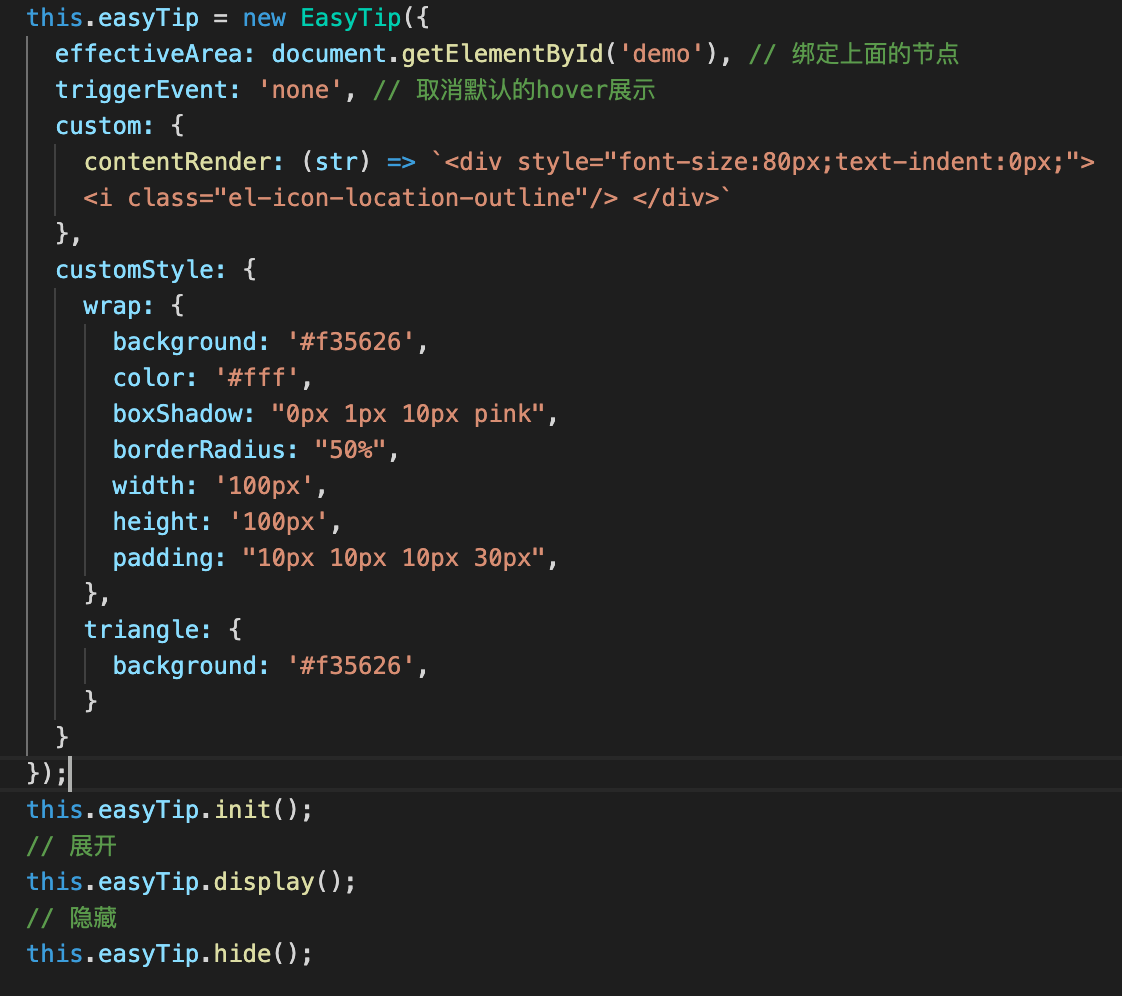 this.easyTip = new EasyTip({
  effectiveArea: document.getElementById('demo'), // 绑定上面的节点
  triggerEvent: 'none', // 取消默认的hover展示
  custom: {
    contentRender: (str) => `<div style="font-size:80px;text-indent:0px;">
    <i class="el-icon-location-outline"/> </div>`
  },
  customStyle: {
    wrap: {
      background: '#f35626',
      color: '#fff',
      boxShadow: "0px 1px 10px pink",
      borderRadius: "50%",
      width: '100px',
      height: '100px',
      padding: "10px 10px 10px 30px",
    },
    triangle: {
      background: '#f35626',
    }
  }
});
this.easyTip.init();
// 展开
this.easyTip.display();
// 隐藏
this.easyTip.hide();